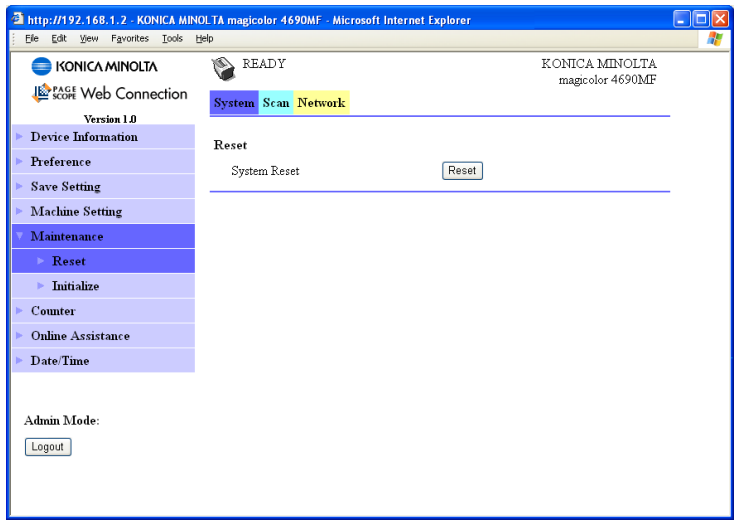 http://192.168.1.2 - KONICA MINOLTA magicolor 4690MF - Microsoft Internet Explorer
File Edit View Favorites Tools Help
KONICA MINOLTA
PAGE SCOPE Web Connection
Version 1.0
READY
KONICA MINOLTA
magicolor 4690MF
System Scan Network
Device Information
Preference
Save Setting
Machine Setting
Maintenance
Reset
Initialize
Counter
Online Assistance
Date/Time
Admin Mode:
Logout
Reset
System Reset Reset